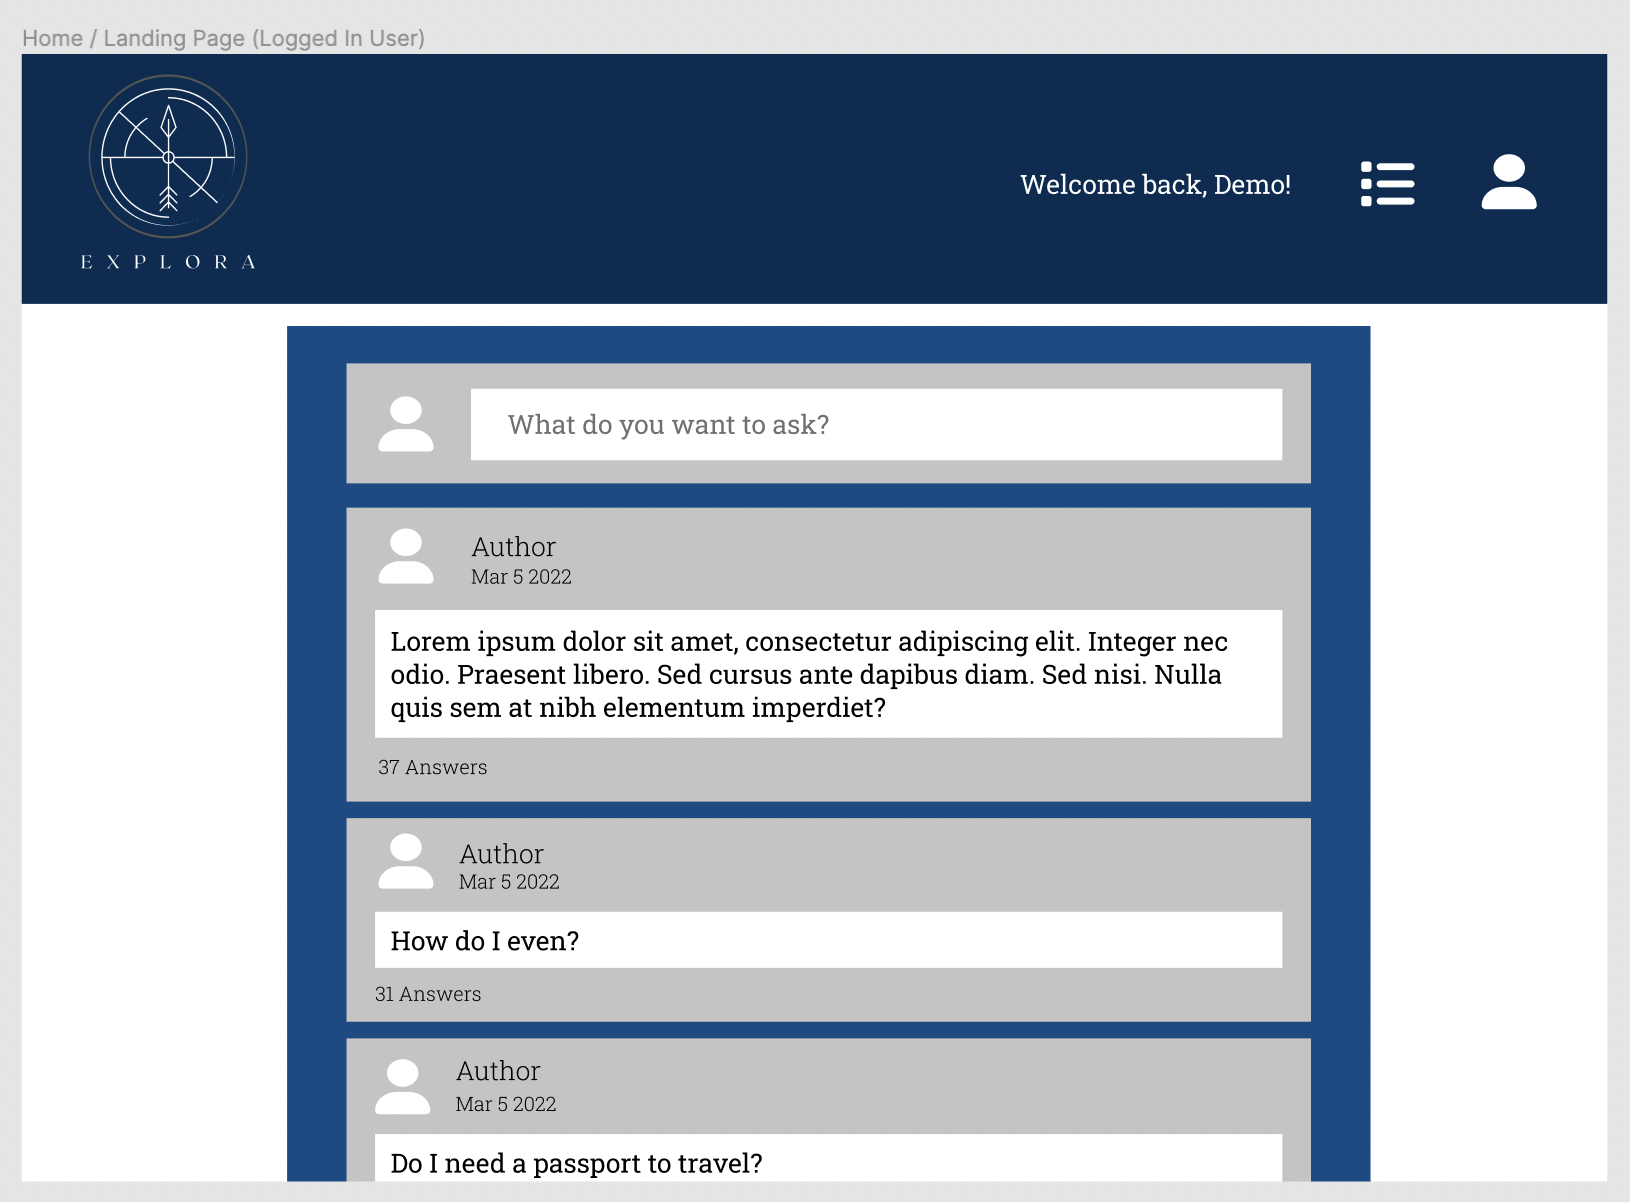 Home / Landing Page (Logged In User)
EXPLORA
Welcome back, Demo!
What do you want to ask?
Author
Mar 5 2022
Lorem ipsum dolor sit amet, consectetur adipiscing elit. Integer nec
odio. Praesent libero. Sed cursus ante dapibus diam. Sed nisi. Nulla
quis sem at nibh elementum imperdiet?
37 Answers
Author
Mar 5 2022
How do I even?
31 Answers
Author
Mar 5 2022
Do I need a passport to travel?